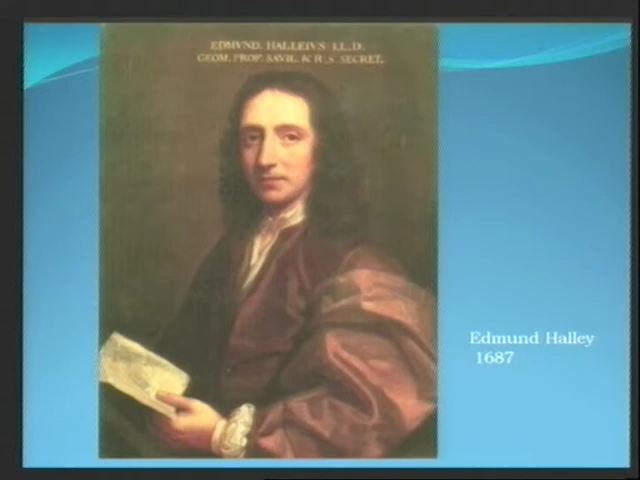 EDMVND. HALLEIVS LL.D.
GEOM. PROF. SAVIL. & R.S. SECRET.
Edmund Halley
1687